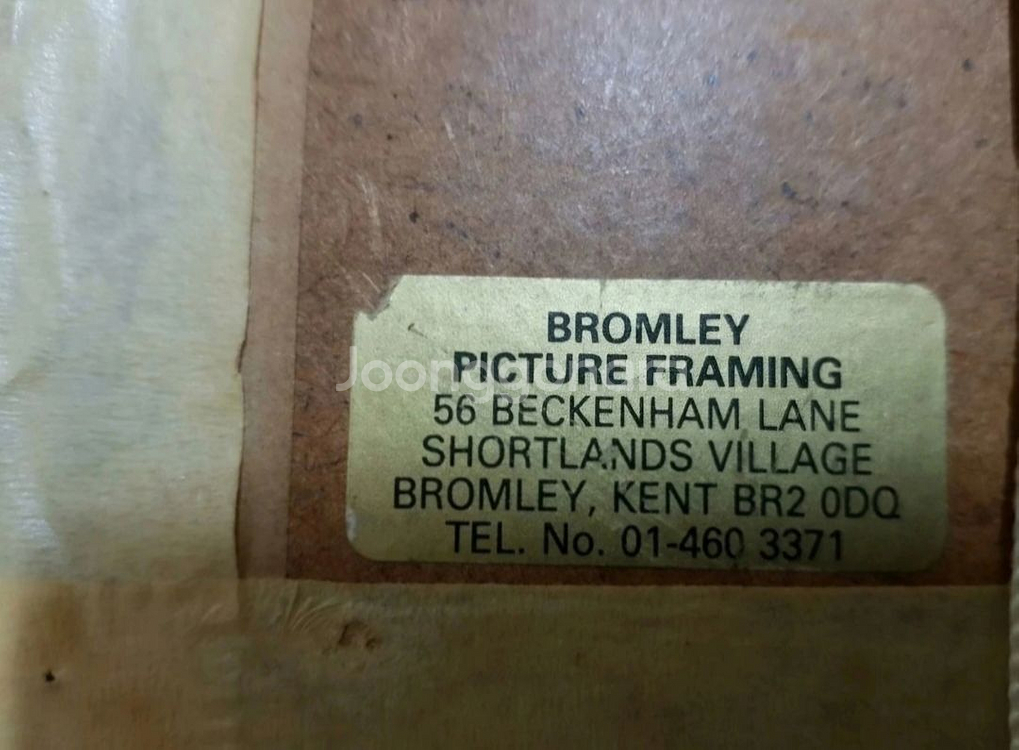 BROMLEY
PICTURE FRAMING
56 BECKENHAM LANE
SHORTLANDS VILLAGE
BROMLEY, KENT BR2 0DQ
TEL. No. 01-460 3371